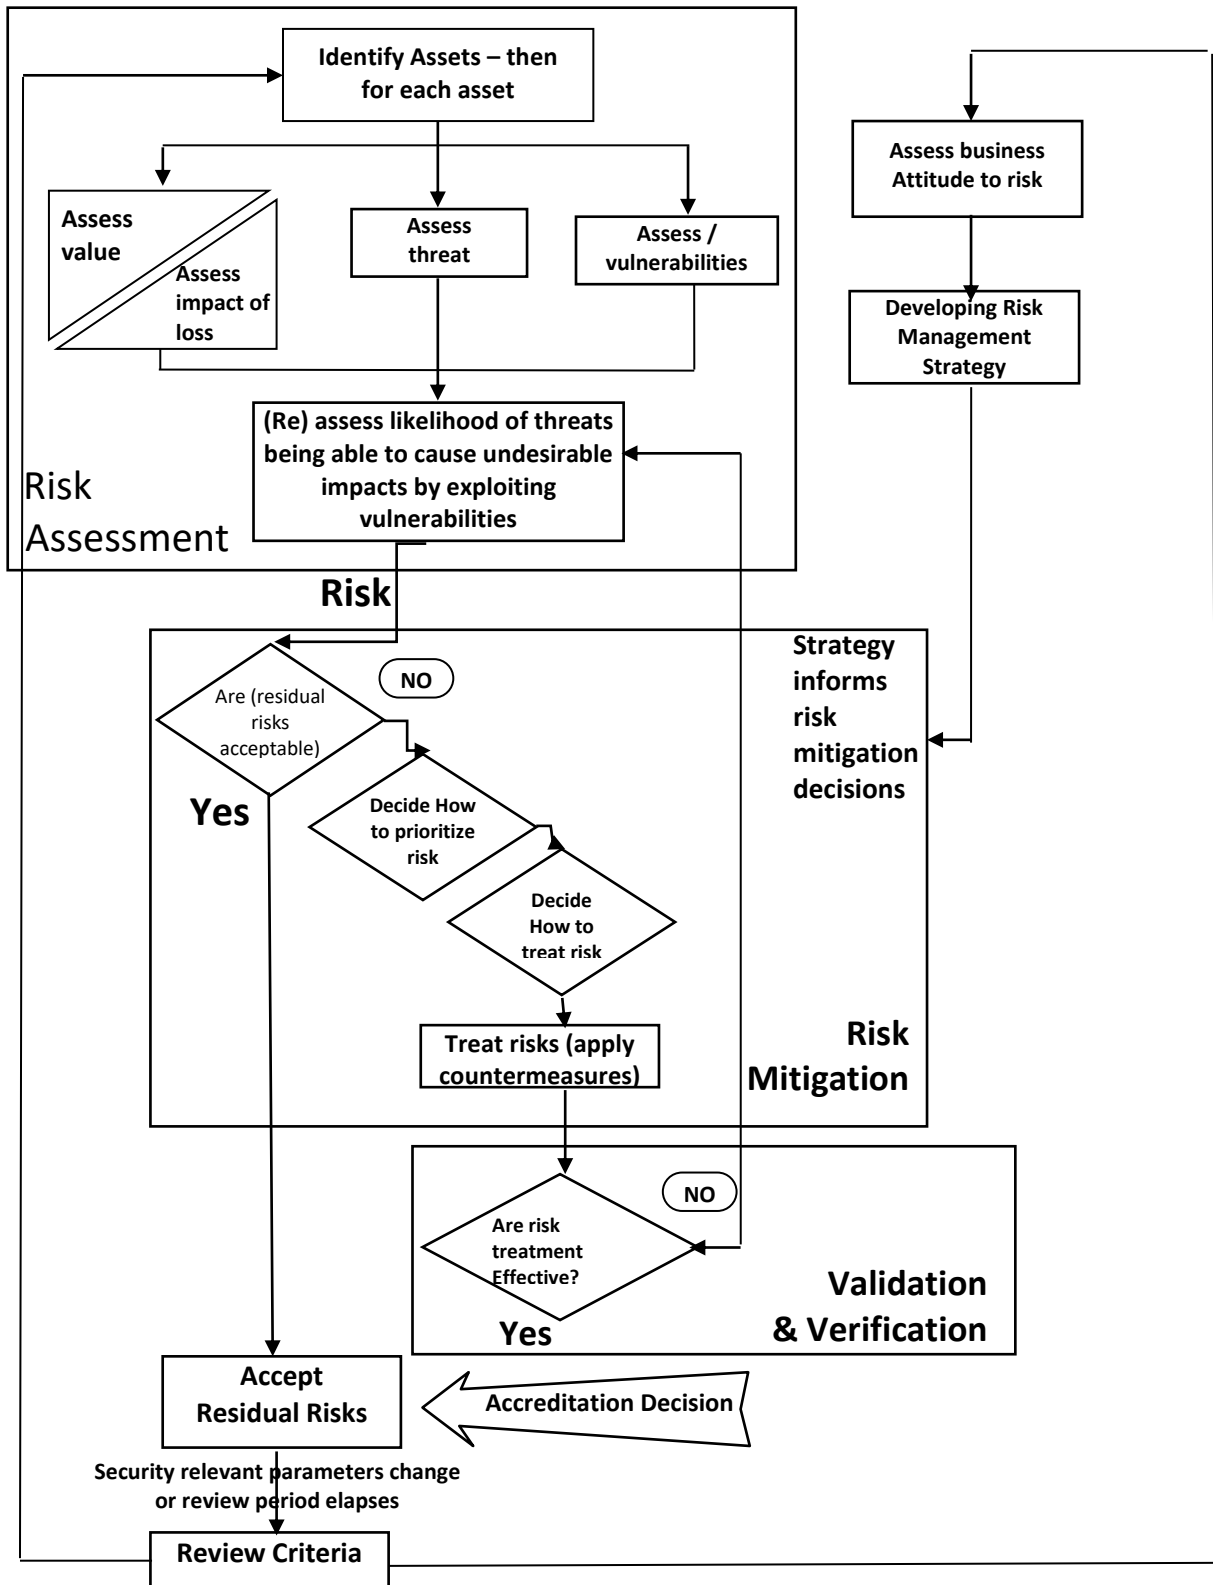 Identify Assets – then
for each asset
Assess business
Attitude to risk
Assess
value
Assess
impact of
loss
Assess
threat
Assess /
vulnerabilities
Developing Risk
Management
Strategy
(Re) assess likelihood of threats
being able to cause undesirable
impacts by exploiting
vulnerabilities
Risk
Assessment
Risk
Strategy
informs
risk
mitigation
decisions
Are (residual
risks
acceptable)
NO
Yes
Decide How
to prioritize
risk
Decide
How to
treat risk
Treat risks (apply
countermeasures)
Risk
Mitigation
Are risk
treatment
Effective?
NO
Yes
Validation
& Verification
Accept
Residual Risks
Accreditation Decision
Security relevant parameters change
or review period elapses
Review Criteria